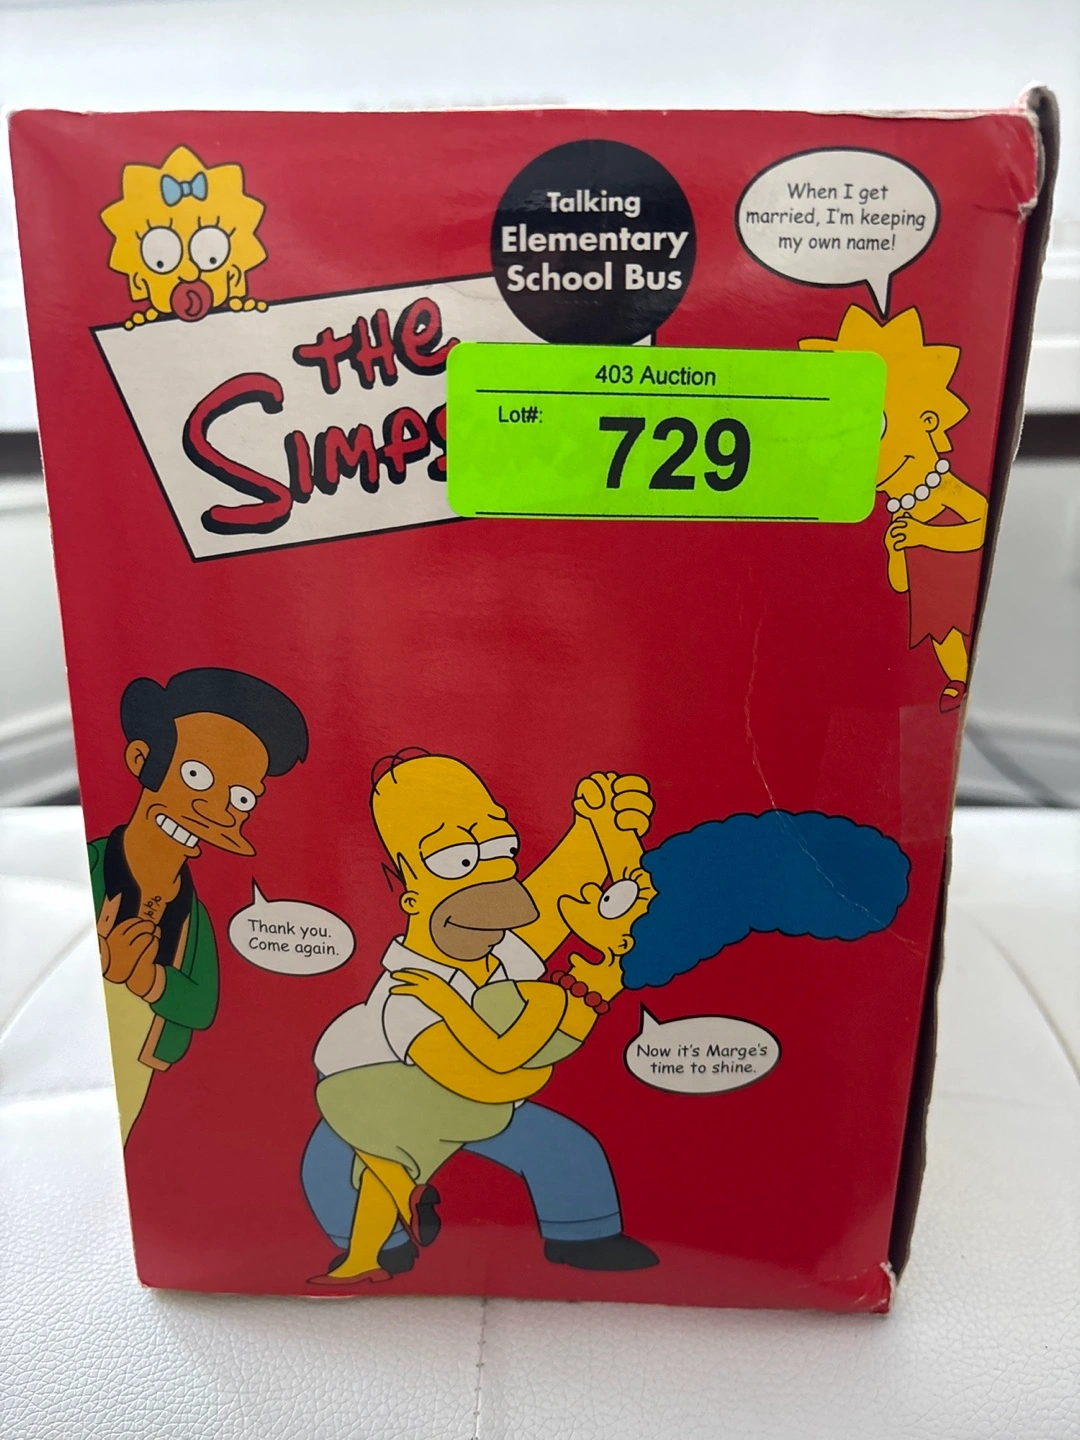 Talking
Elementary
School Bus
When I get
married, I'm keeping
my own name!
THE
SIMPS
403 Auction
Lot#:
729
Thank you.
Come again.
Now it's Marge's
time to shine.